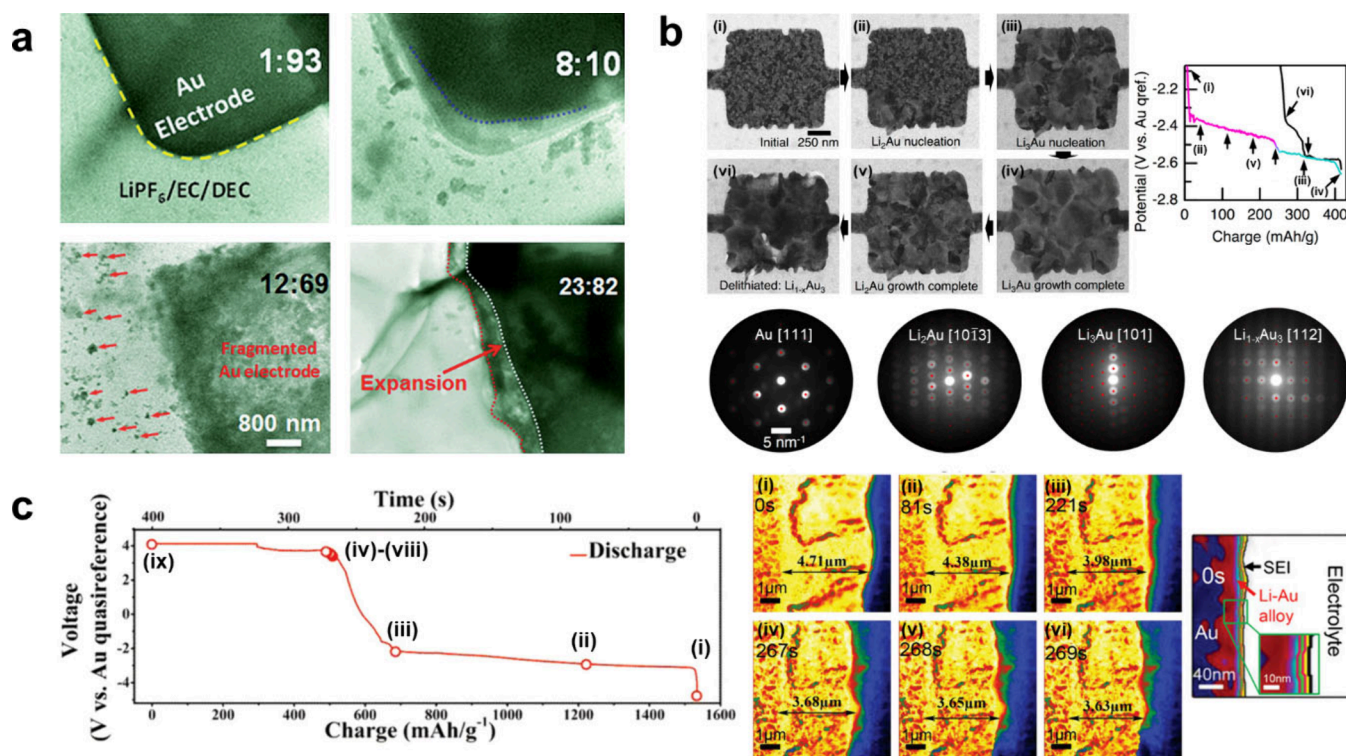 a
1:93
Au
Electrode
LiPF₆/EC/DEC
8:10
12:69
Fragmented
Au electrode
800 nm
23:82
Expansion
b
(i)
Initial
250 nm
(ii)
Li₂Au nucleation
(iii)
Li₃Au nucleation
(vi)
Delithiated: Li₁₋ₓAu₃
(v)
Li₂Au growth complete
(iv)
Li₃Au growth complete
Potential (V vs. Au qref.)
-2.2
-2.4
-2.6
-2.8
(i)
(ii)
(v)
(vi)
(iii)
(iv)
0 100 200 300 400
Charge (mAh/g)
Au [111]
5 nm⁻¹
Li₂Au [101̄3]
Li₃Au [101]
Li₁₋ₓAu₃ [112]
c
Time (s)
400 300 200 100 0
Voltage
(V vs. Au quasireference)
4
0
-4
(ix)
(iv)-(viii)
Discharge
(iii)
(ii)
(i)
0 200 400 600 800 1000 1200 1400 1600
Charge (mAh/g⁻¹)
(i)
0s
4.71μm
1μm
(ii)
81s
4.38μm
1μm
(iii)
221s
3.98μm
1μm
(iv)
267s
3.68μm
1μm
(v)
268s
3.65μm
1μm
(vi)
269s
3.63μm
1μm
0s
SEI
Li-Au
alloy
Au
40nm
10nm
Electrolyte